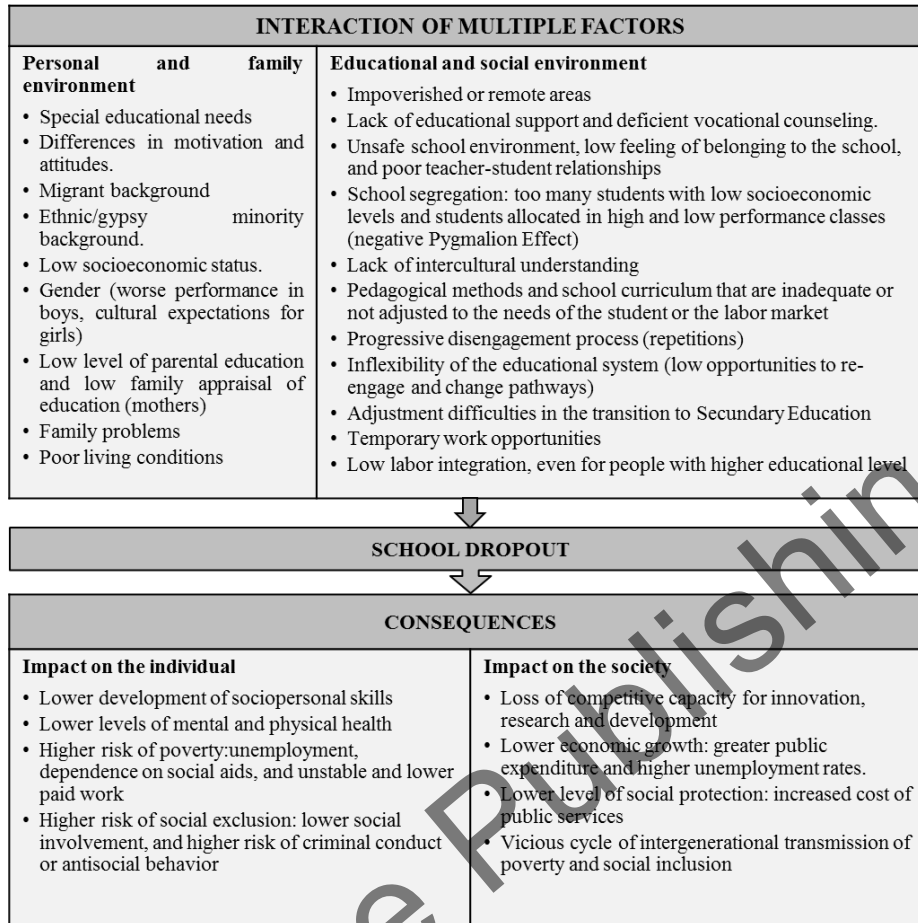 INTERACTION OF MULTIPLE FACTORS
Personal and family
environment
• Special educational needs
• Differences in motivation and
attitudes.
• Migrant background
• Ethnic/gypsy minority
background.
• Low socioeconomic status.
• Gender (worse performance in
boys, cultural expectations for
girls)
• Low level of parental education
and low family appraisal of
education (mothers)
• Family problems
• Poor living conditions
Educational and social environment
• Impoverished or remote areas
• Lack of educational support and deficient vocational counseling.
• Unsafe school environment, low feeling of belonging to the school,
and poor teacher-student relationships
• School segregation: too many students with low socioeconomic
levels and students allocated in high and low performance classes
(negative Pygmalion Effect)
• Lack of intercultural understanding
• Pedagogical methods and school curriculum that are inadequate or
not adjusted to the needs of the student or the labor market
• Progressive disengagement process (repetitions)
• Inflexibility of the educational system (low opportunities to re-
engage and change pathways)
• Adjustment difficulties in the transition to Secundary Education
• Temporary work opportunities
• Low labor integration, even for people with higher educational level
SCHOOL DROPOUT
CONSEQUENCES
Impact on the individual
• Lower development of sociopersonal skills
• Lower levels of mental and physical health
• Higher risk of poverty:unemployment,
dependence on social aids, and unstable and lower
paid work
• Higher risk of social exclusion: lower social
involvement, and higher risk of criminal conduct
or antisocial behavior
Impact on the society
• Loss of competitive capacity for innovation,
research and development
• Lower economic growth: greater public
expenditure and higher unemployment rates.
• Lower level of social protection: increased cost of
public services
• Vicious cycle of intergenerational transmission of
poverty and social inclusion